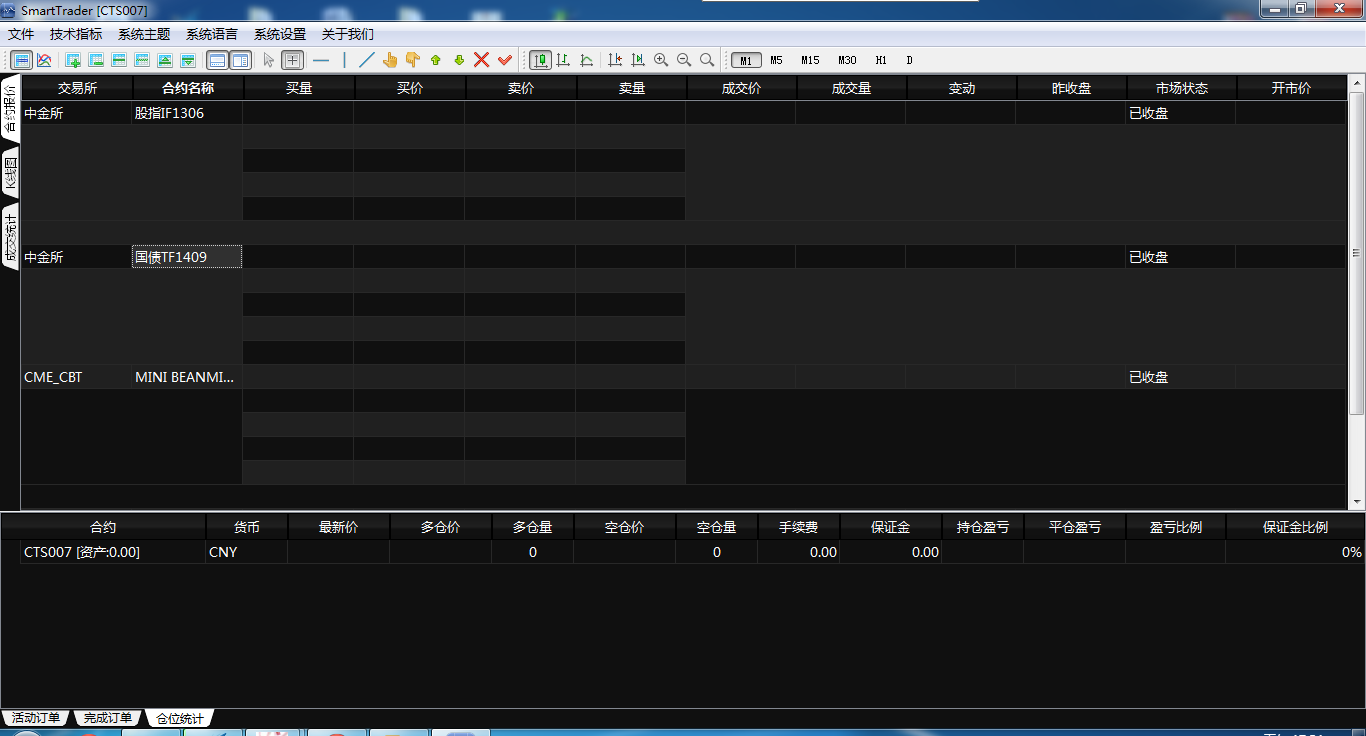 SmartTrader [CTS007]
文件 技术指标 系统主题 系统语言 系统设置 关于我们
M1 M5 M15 M30 H1 D
合约报价
K线图
成交统计
交易所 合约名称 买量 买价 卖价 卖量 成交价 成交量 变动 昨收盘 市场状态 开市价
中金所 股指IF1306 已收盘
中金所 国债TF1409 已收盘
CME_CBT MINI BEANMI... 已收盘
合约 货币 最新价 多仓价 多仓量 空仓价 空仓量 手续费 保证金 持仓盈亏 平仓盈亏 盈亏比例 保证金比例
CTS007 [资产:0.00] CNY 0 0 0.00 0.00 0%
活动订单 完成订单 仓位统计